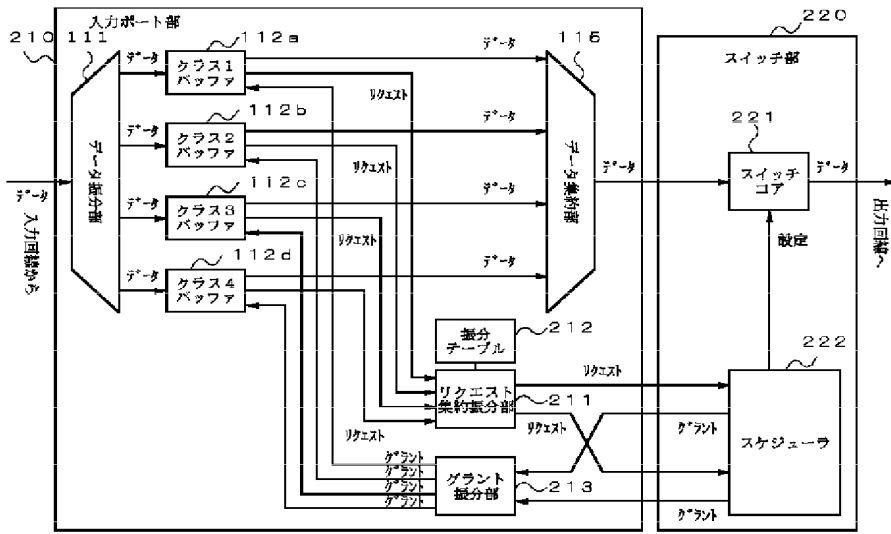 入力ポート部
210
111
112a
データ
クラス1
バッファ
データ
リクエスト
115
220
スイッチ部
データ
112b
クラス2
バッファ
データ
リクエスト
221
スイッチ
コア
データ
データ振分部
データ
112c
クラス3
バッファ
データ
リクエスト
データ集約部
データ
設定
データ
入力回線から
出力回線へ
データ
112d
クラス4
バッファ
データ
リクエスト
振分
テーブル
212
リクエスト
集約振分部
211
リクエスト
リクエスト
222
スケジューラ
グラント
グラント
グラント
グラント
グラント
グラント
振分部
213
グラント